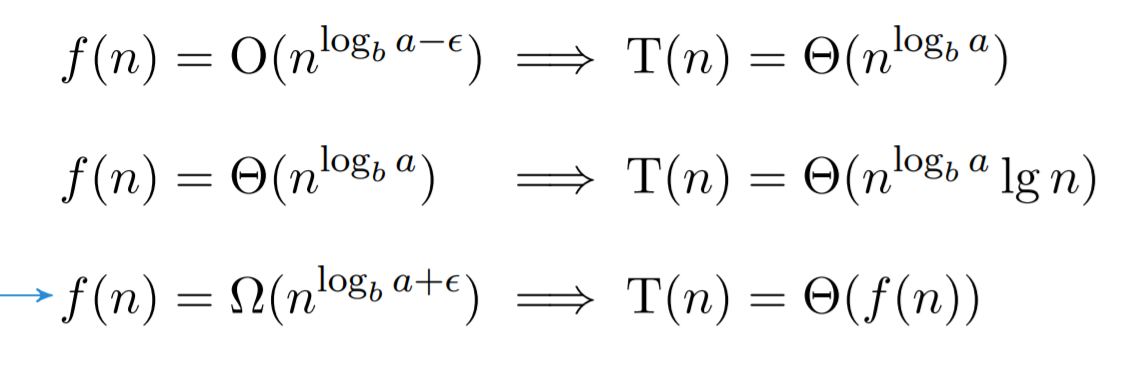 f(n) = O(n^{log_b a−ϵ}) ⟹ T(n) = Θ(n^{log_b a})
f(n) = Θ(n^{log_b a}) ⟹ T(n) = Θ(n^{log_b a} lg n)
f(n) = Ω(n^{log_b a+ϵ}) ⟹ T(n) = Θ(f(n))